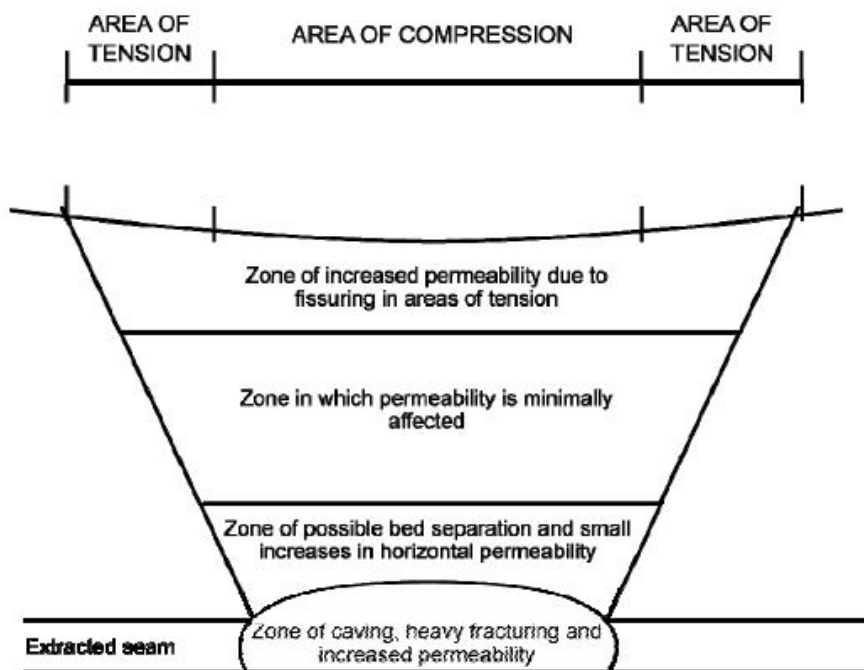 AREA OF
TENSION
AREA OF COMPRESSION
AREA OF
TENSION
Zone of increased permeability due to
fissuring in areas of tension
Zone in which permeability is minimally
affected
Zone of possible bed separation and small
increases in horizontal permeability
Zone of caving, heavy fracturing and
increased permeability
Extracted seam